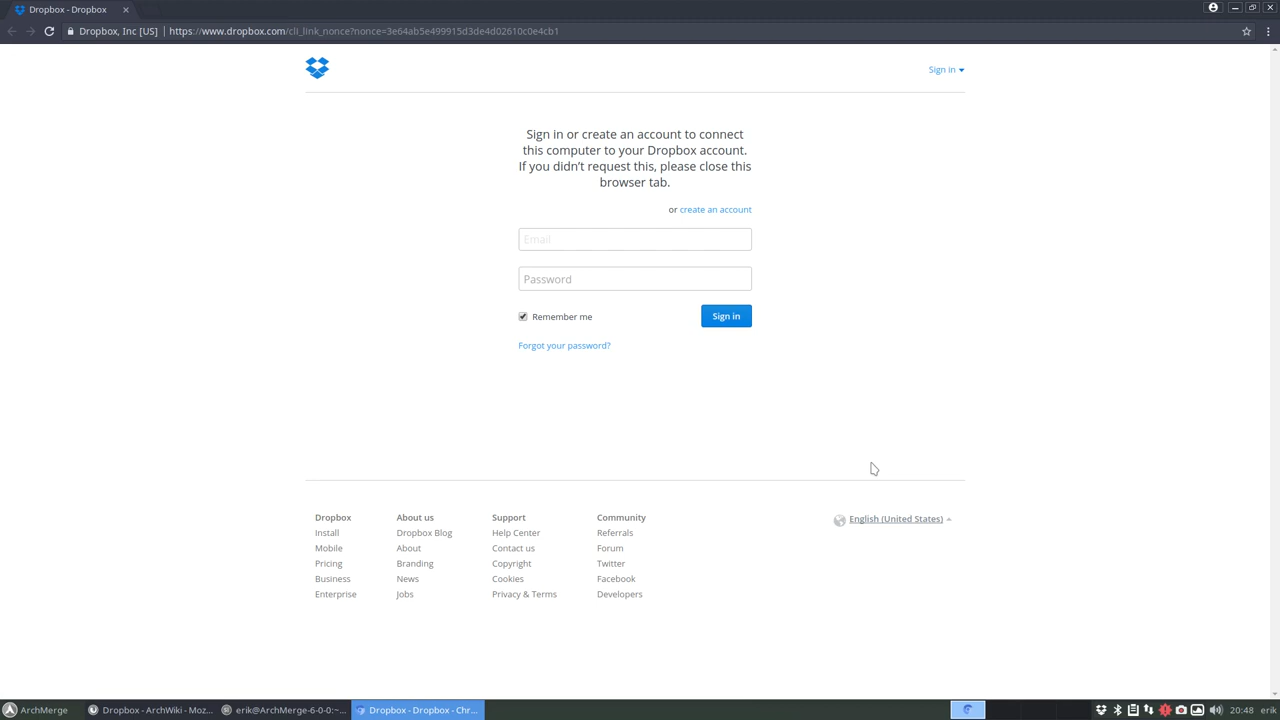 Dropbox - Dropbox
Dropbox, Inc [US] https://www.dropbox.com/cli_link_nonce?nonce=3e64ab5e499915d3de4d02610c0e4cb1
Sign in
Sign in or create an account to connect
this computer to your Dropbox account.
If you didn’t request this, please close this
browser tab.
or create an account
Email
Password
Remember me
Sign in
Forgot your password?
Dropbox
Install
Mobile
Pricing
Business
Enterprise
About us
Dropbox Blog
About
Branding
News
Jobs
Support
Help Center
Contact us
Copyright
Cookies
Privacy & Terms
Community
Referrals
Forum
Twitter
Facebook
Developers
English (United States)
ArchMerge
Dropbox - ArchWiki - Moz...
erik@ArchMerge-6-0-0:~...
Dropbox - Dropbox - Chr...
20:48
erik